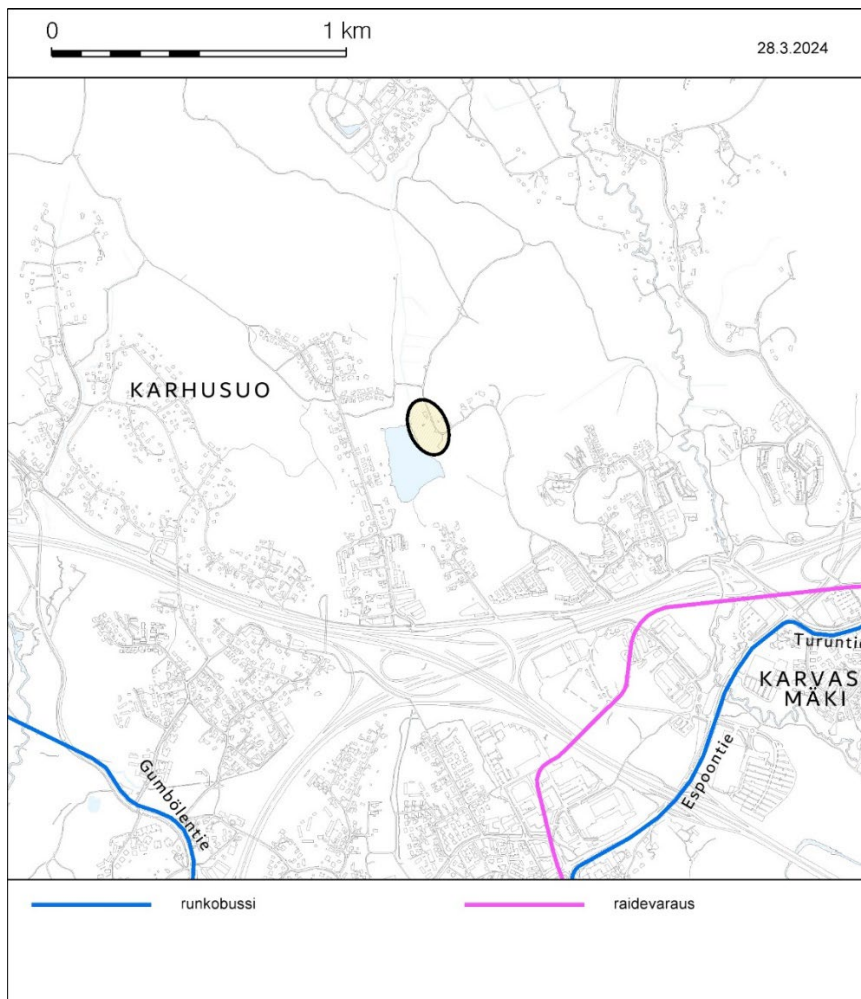 0 1 km
28.3.2024
KARHUSUO
Turunti
KARVAS
MÄKI
Espoontie
Gumbölentie
runkobussi
raidevaraus